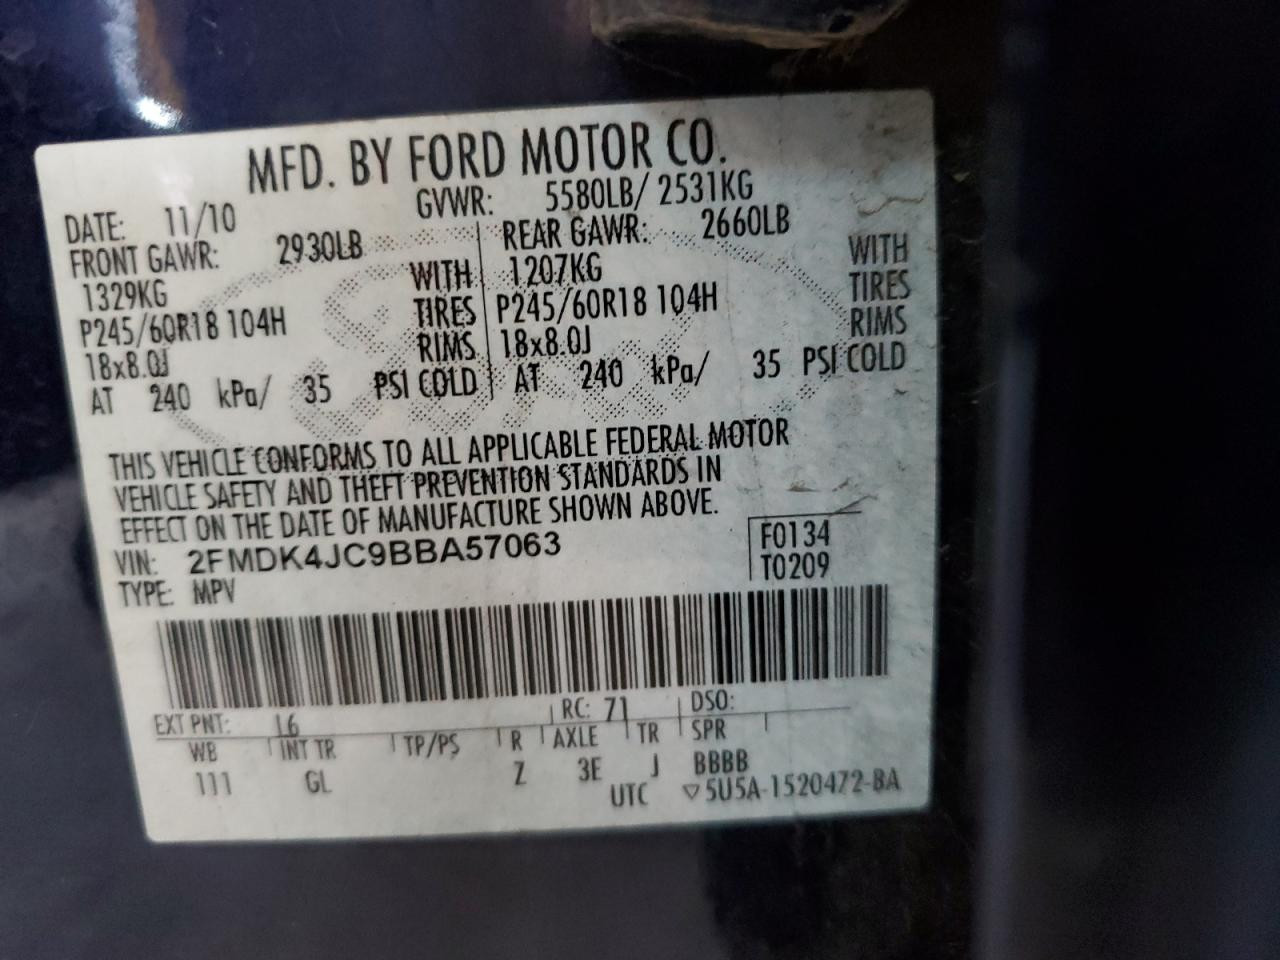 MFD. BY FORD MOTOR CO.
DATE: 11/10 GVWR: 5580LB/ 2531KG
FRONT GAWR: 2930LB REAR GAWR: 2660LB
1329KG WITH 1207KG WITH
P245/60R18 104H TIRES P245/60R18 104H TIRES
18x8.0J RIMS 18x8.0J RIMS
AT 240 kPa/ 35 PSI COLD AT 240 kPa/ 35 PSI COLD
THIS VEHICLE CONFORMS TO ALL APPLICABLE FEDERAL MOTOR
VEHICLE SAFETY AND THEFT PREVENTION STANDARDS IN
EFFECT ON THE DATE OF MANUFACTURE SHOWN ABOVE.
VIN: 2FMDK4JC9BBA57063 F0134
TYPE: MPV T0209
EXT PNT: L6 RC: 71 DSO:
WB INT TR TP/PS R AXLE TR SPR
111 GL Z 3E J BBBB
UTC ▽5U5A-1520472-BA